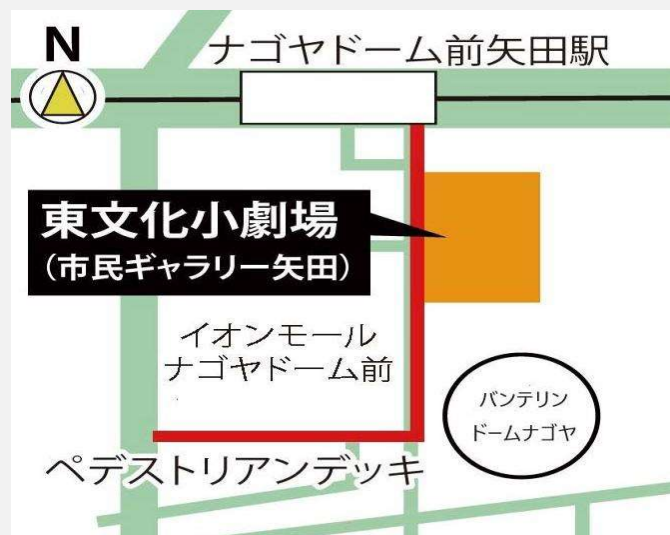 N
ナゴヤドーム前矢田駅
東文化小劇場
（市民ギャラリー矢田）
イオンモール
ナゴヤドーム前
バンテリン
ドームナゴヤ
ペデストリアンデッキ